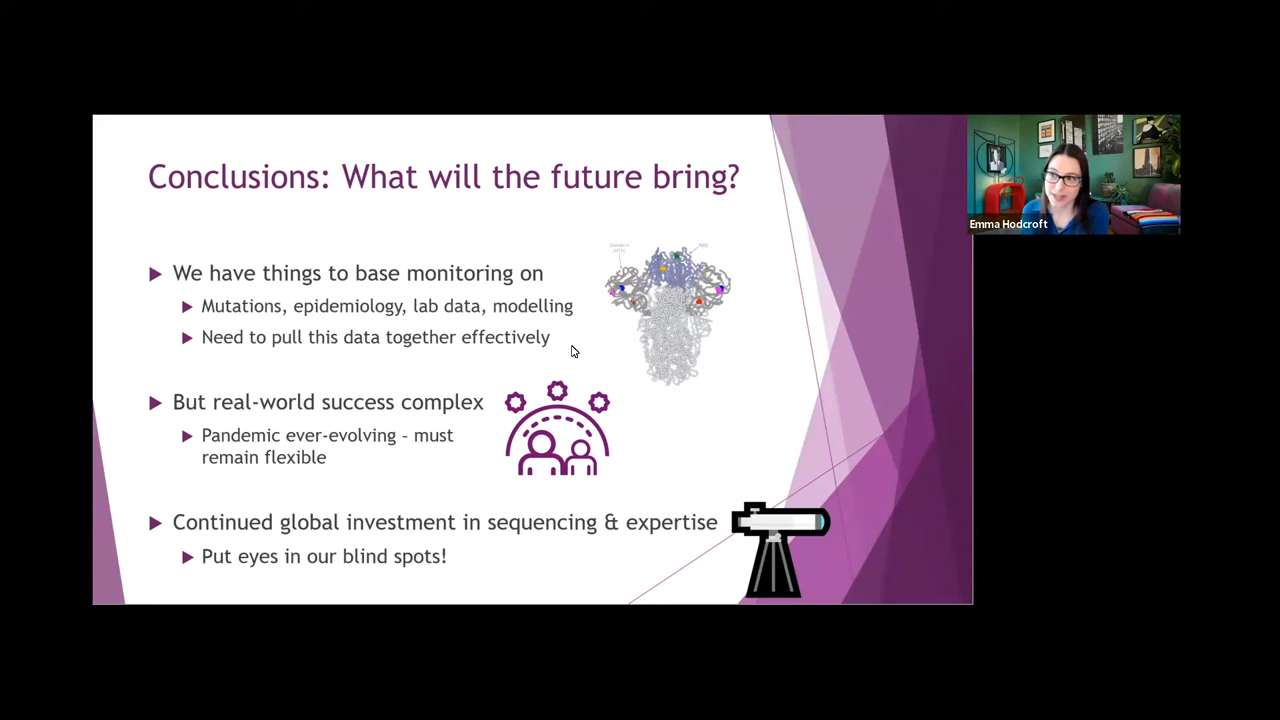 Conclusions: What will the future bring?
We have things to base monitoring on
Mutations, epidemiology, lab data, modelling
Need to pull this data together effectively
But real-world success complex
Pandemic ever-evolving – must
remain flexible
Continued global investment in sequencing & expertise
Put eyes in our blind spots!
Emma Hodcroft